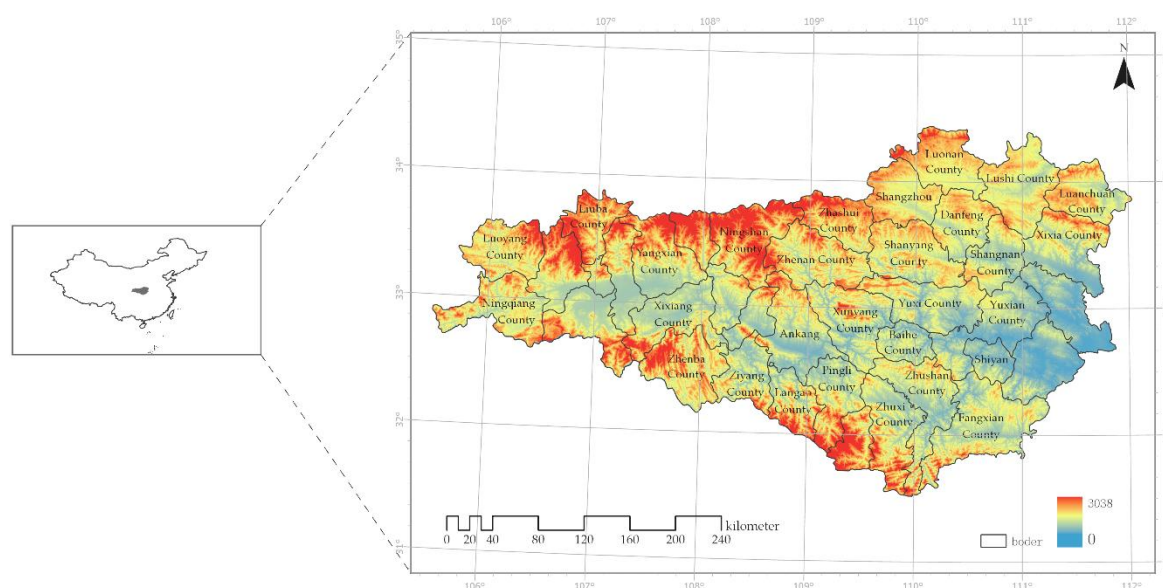 106° 107° 108° 109° 110° 111° 112°
35°
N
34°
Luonan
County
Lushi County
Luanchuan
County
Shangzhou
Liuba
County
Zhashui
County
Danfeng
County
Xixia County
Luoyang
County
Ningshan
County
Shanyang
County
Yangxian
County
Zhenan County
Shangnan
County
33°
Ningqiang
County
Xixiang
County
Yuxi County
Yuxian
County
Xunyang
County
Ankang
Baihe
County
Shiyan
Zhenba
County
Pingli
County
Zhushan
County
Ziyang
County
Langao
County
Zhuxi
County
Fangxian
County
32°
3038
0
boder
kilometer
0 20 40 80 120 160 200 240
31°
106° 107° 108° 109° 110° 111° 112°